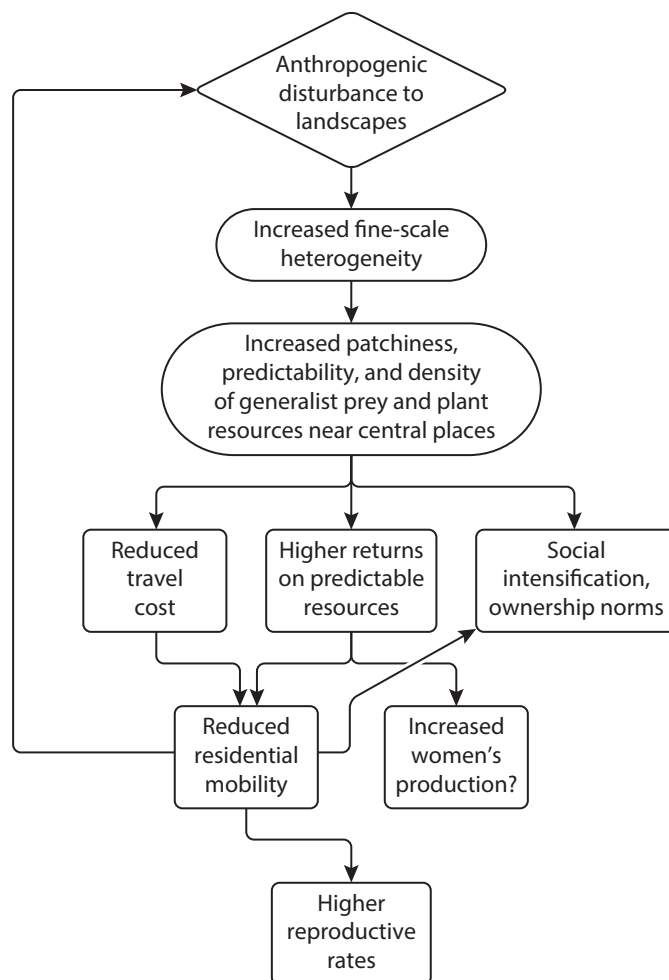 Anthropogenic
disturbance to
landscapes
Increased fine-scale
heterogeneity
Increased patchiness,
predictability, and density
of generalist prey and plant
resources near central places
Reduced
travel
cost
Higher returns
on predictable
resources
Social
intensification,
ownership norms
Reduced
residential
mobility
Increased
women’s
production?
Higher
reproductive
rates